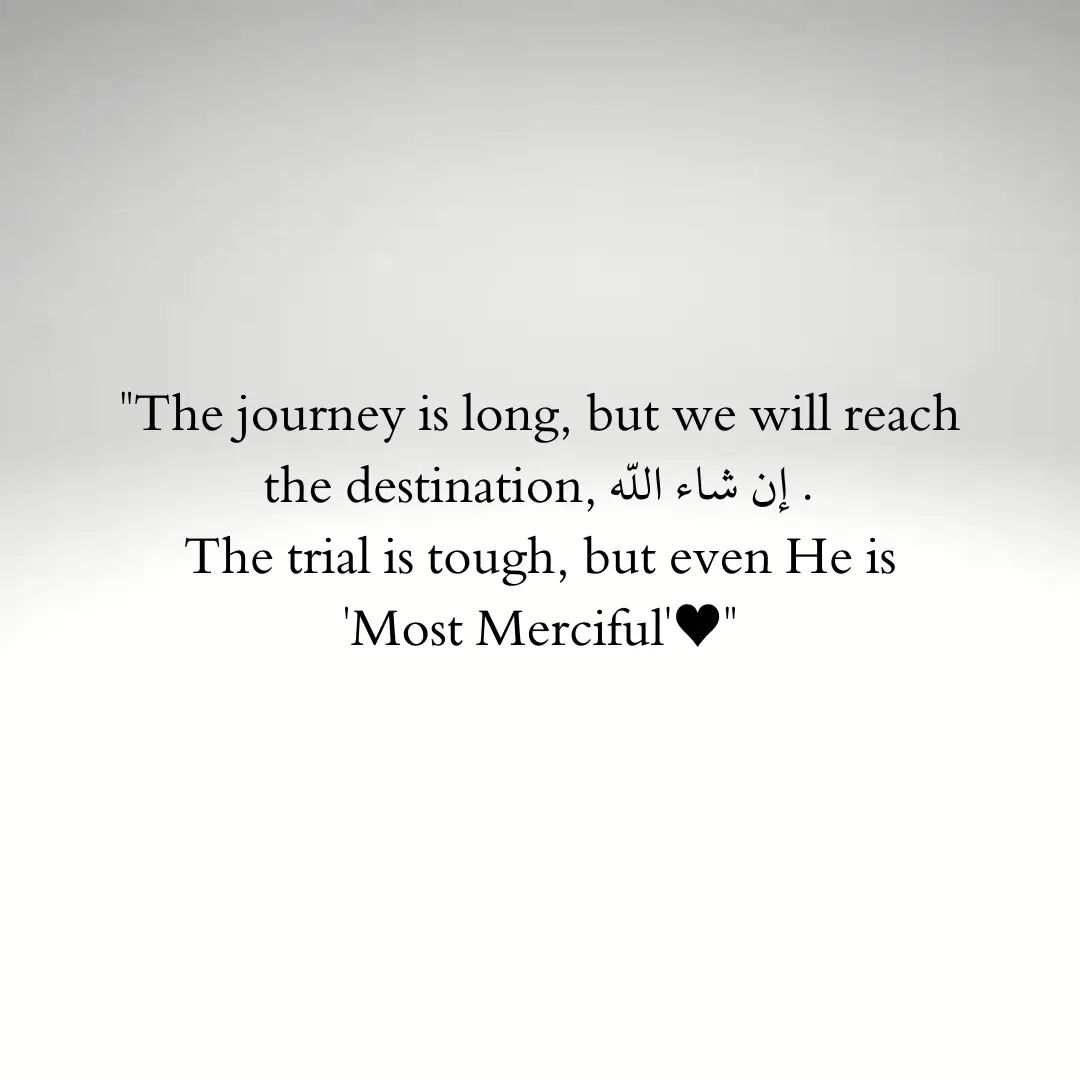 "The journey is long, but we will reach
the destination, إن شاء اللّه .
The trial is tough, but even He is
'Most Merciful'♥"